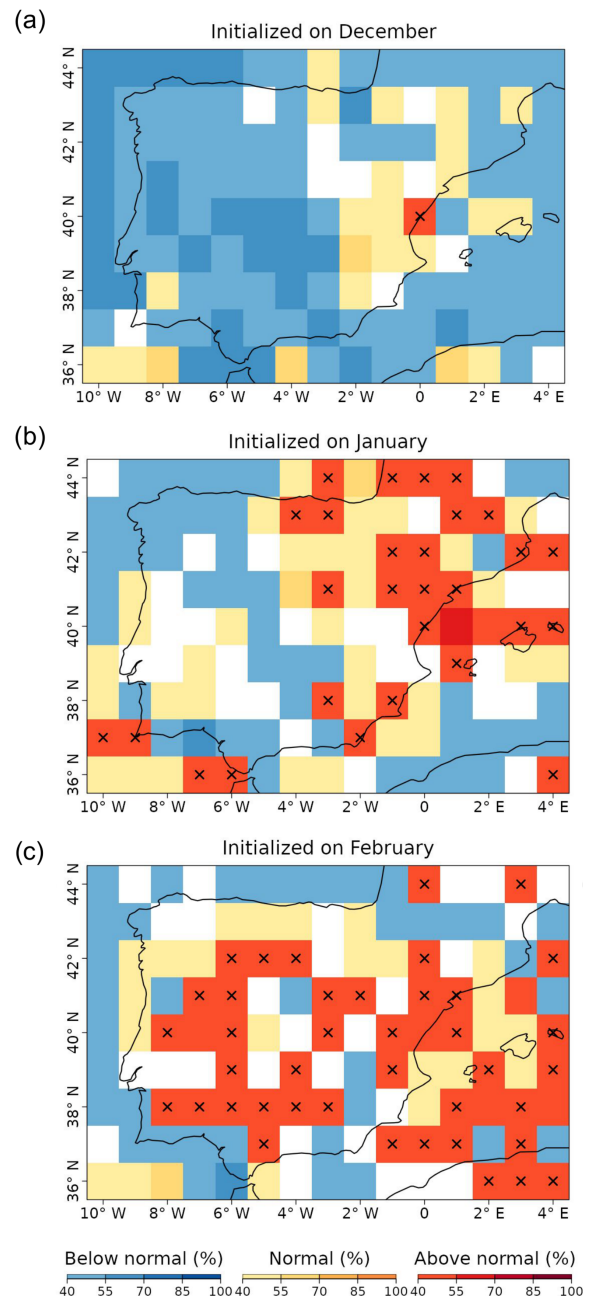 (a)
Initialized on December
44° N
42° N
40° N
38° N
36° N
10° W 8° W 6° W 4° W 2° W 0 2° E 4° E
(b)
Initialized on January
44° N
42° N
40° N
38° N
36° N
10° W 8° W 6° W 4° W 2° W 0 2° E 4° E
(c)
Initialized on February
44° N
42° N
40° N
38° N
36° N
10° W 8° W 6° W 4° W 2° W 0 2° E 4° E
Below normal (%) Normal (%) Above normal (%)
40 55 70 85 100 40 55 70 85 100 40 55 70 85 100